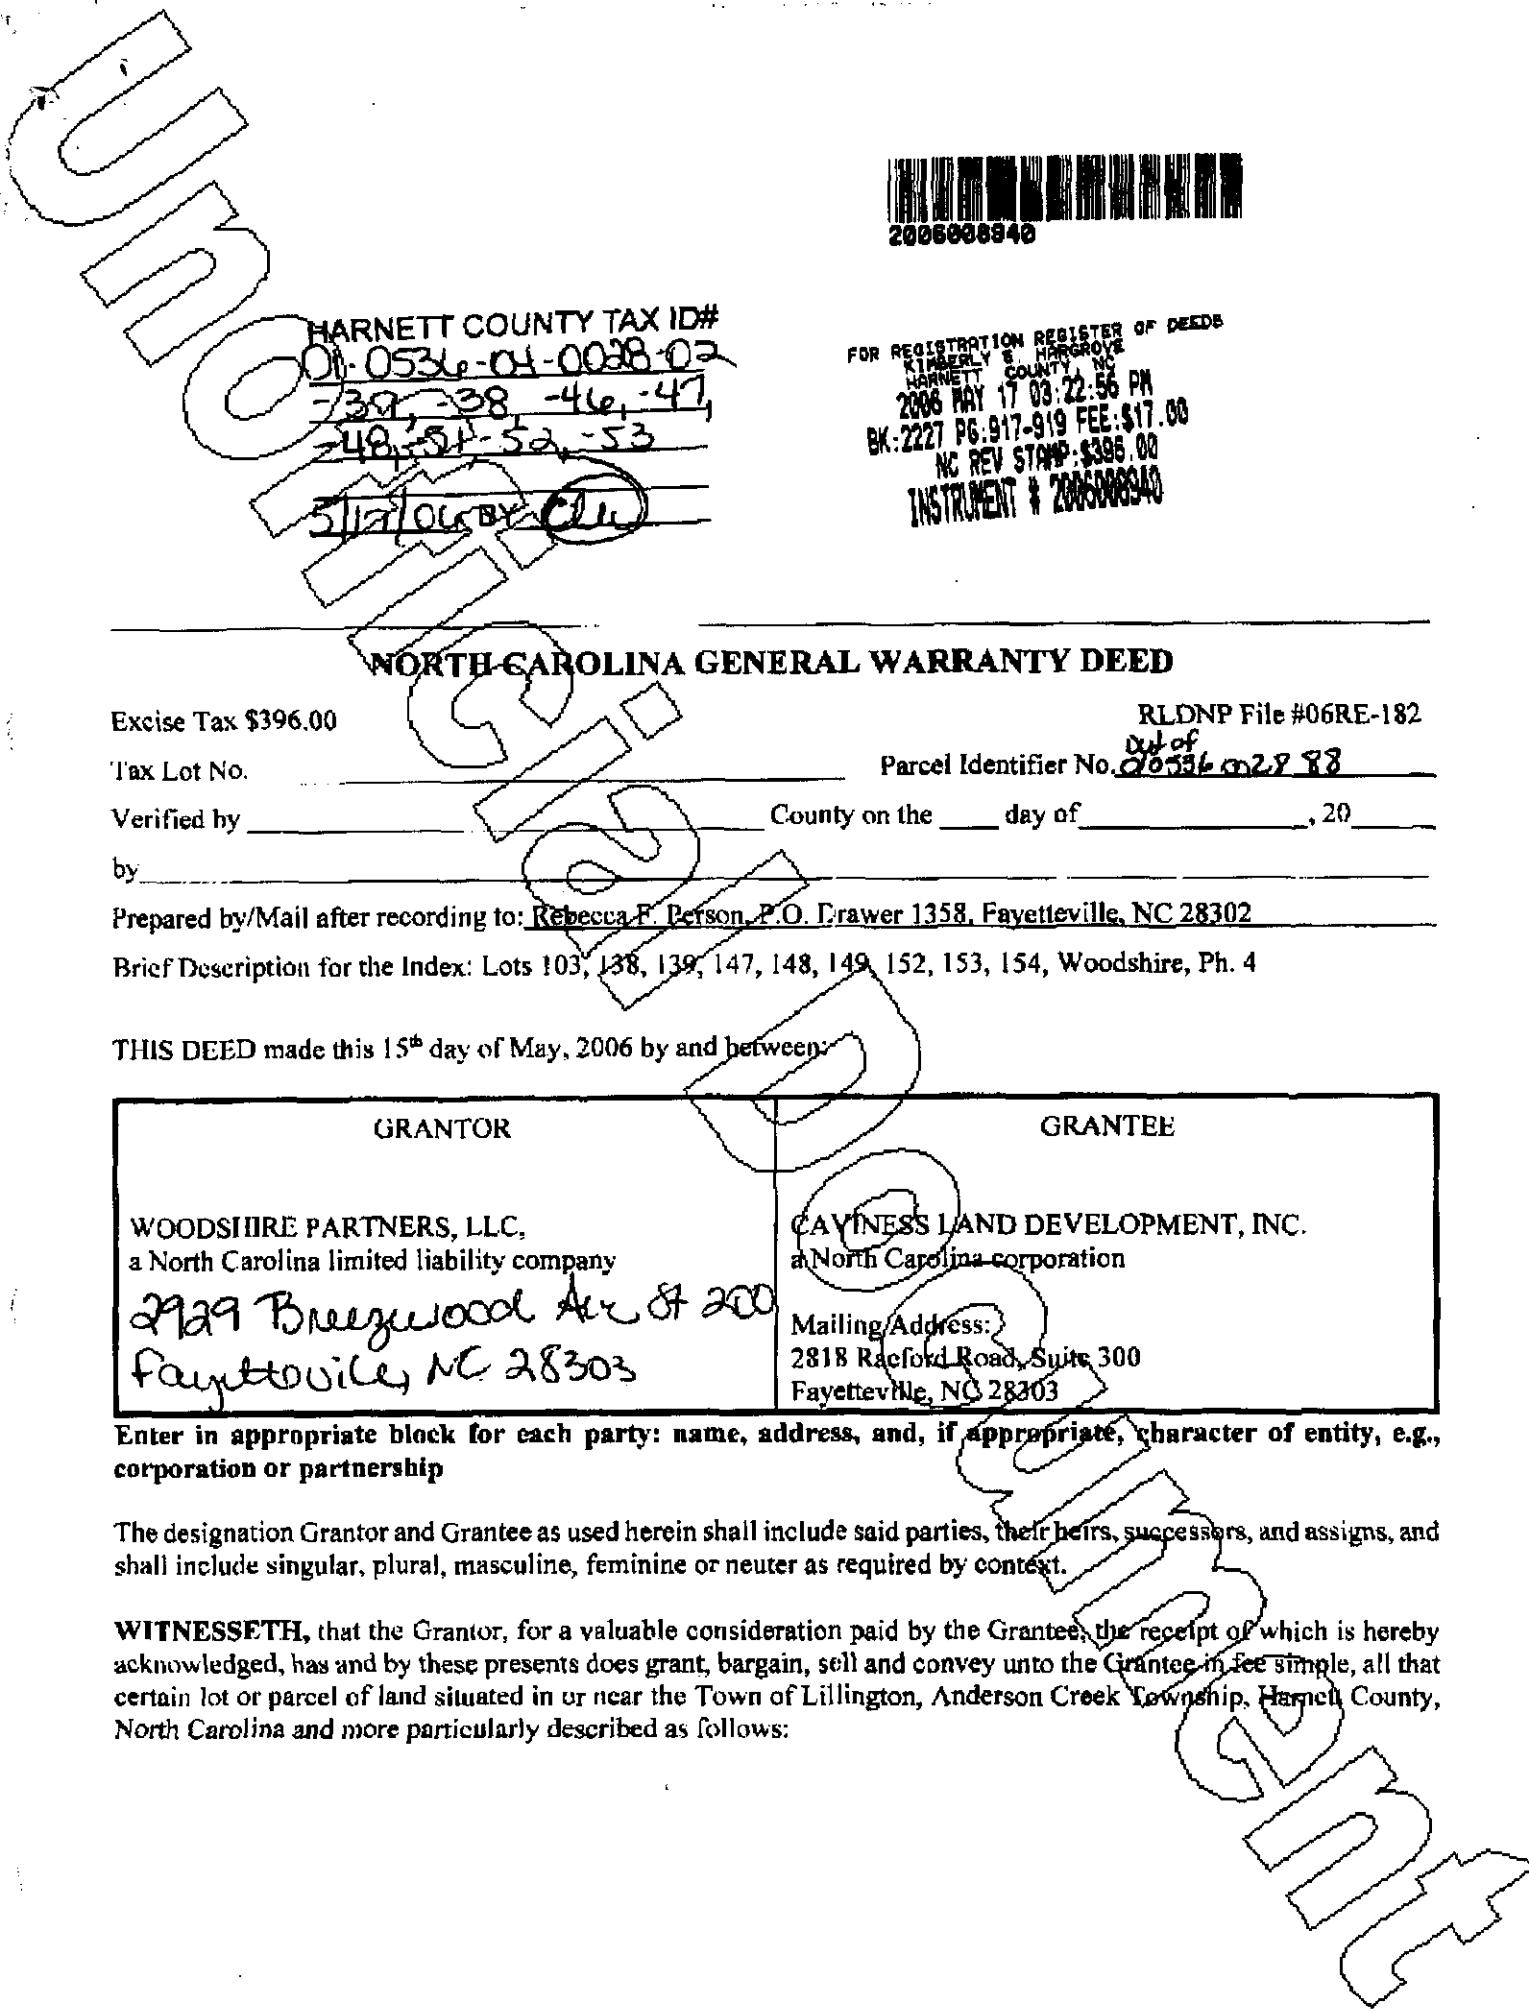 2006008940
HARNETT COUNTY TAX ID#
01-0536-04-0028-02
-39, -38, -46, -47,
-48, -51, -52, -53
5/17/06 BY
FOR REGISTRATION REGISTER OF DEEDS
KIMBERLY S. HARGROVE
HARNETT COUNTY, NC
2006 MAY 17 03:22:56 PM
BK:2227 PG:917-919 FEE:$17.00
NC REV STAMP:$396.00
INSTRUMENT # 2006008940
NORTH CAROLINA GENERAL WARRANTY DEED
Excise Tax $396.00 RLDNP File #06RE-182
out of
Tax Lot No. Parcel Identifier No. 88
Verified by County on the day of , 20
by
Prepared by/Mail after recording to: Rebecca F. Person, P.O. Drawer 1358, Fayetteville, NC 28302
Brief Description for the Index: Lots 103, 138, 139, 147, 148, 149, 152, 153, 154, Woodshire, Ph. 4
THIS DEED made this 15th day of May, 2006 by and between:
GRANTOR
WOODSHIRE PARTNERS, LLC,
a North Carolina limited liability company
2929 Breezwood Ave St 200
Fayetteville, NC 28303
GRANTEE
CAVINESS LAND DEVELOPMENT, INC.
a North Carolina corporation
Mailing Address:
2818 Raeford Road, Suite 300
Fayetteville, NC 28303
Enter in appropriate block for each party: name, address, and, if appropriate, character of entity, e.g.,
corporation or partnership
The designation Grantor and Grantee as used herein shall include said parties, their heirs, successors, and assigns, and
shall include singular, plural, masculine, feminine or neuter as required by context.
WITNESSETH, that the Grantor, for a valuable consideration paid by the Grantee, the receipt of which is hereby
acknowledged, has and by these presents does grant, bargain, sell and convey unto the Grantee in fee simple, all that
certain lot or parcel of land situated in or near the Town of Lillington, Anderson Creek Township, Harnett County,
North Carolina and more particularly described as follows:
Unofficial Document